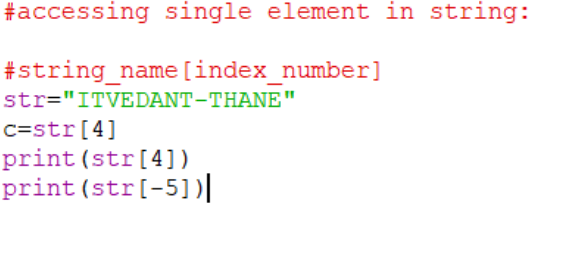 #accessing single element in string:
#string_name[index_number]
str="ITVEDANT-THANE"
c=str[4]
print(str[4])
print(str[-5])